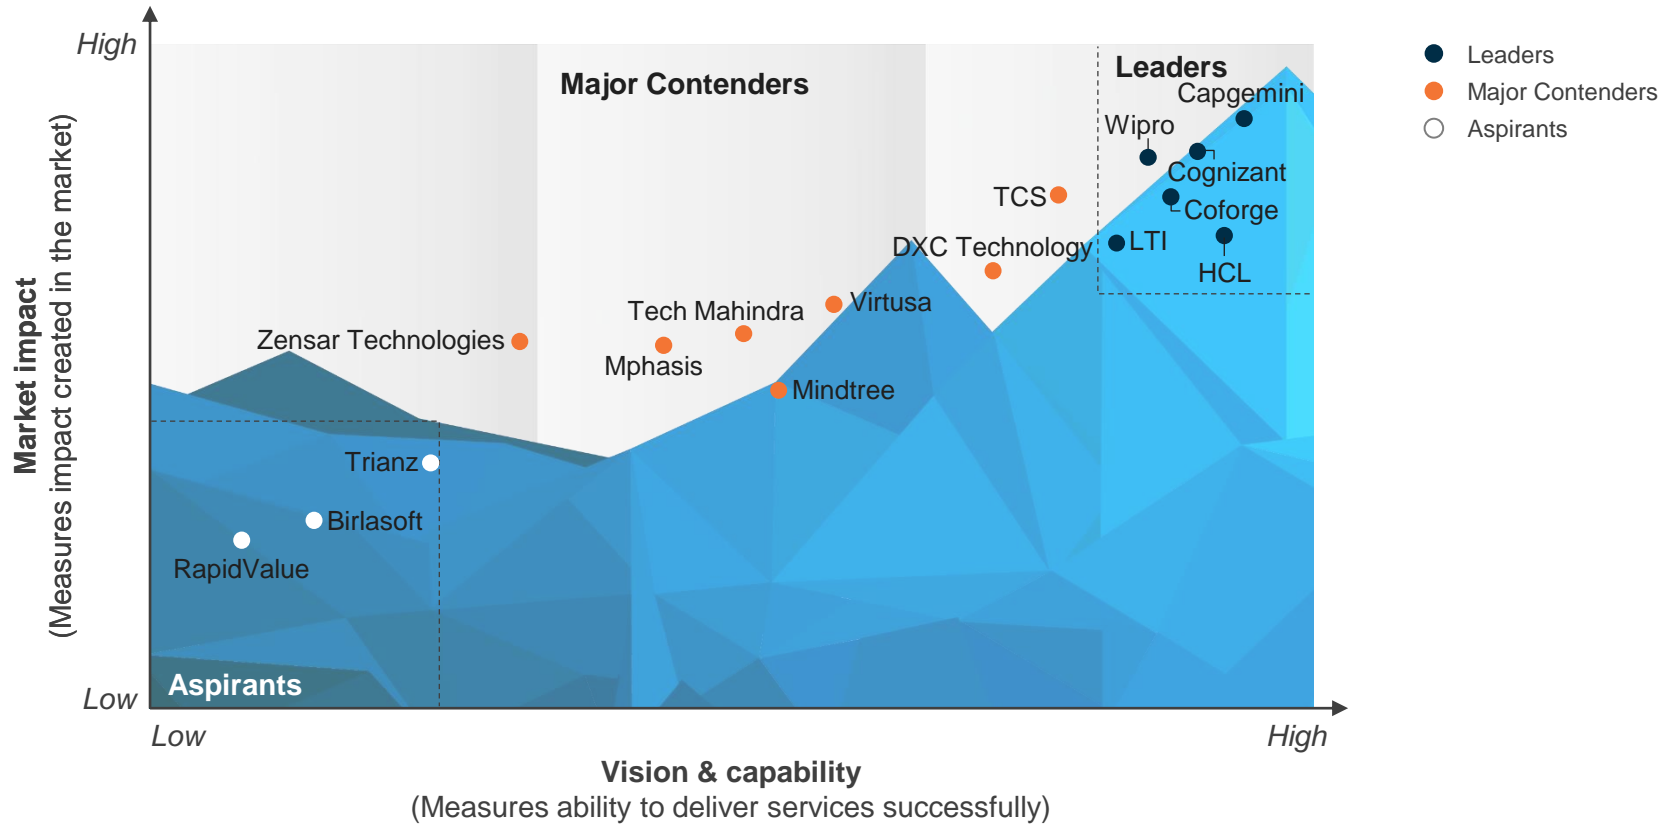 High
Major Contenders
Leaders
Capgemini
Wipro
Cognizant
TCS
Coforge
DXC Technology
LTI
HCL
Tech Mahindra
Virtusa
Zensar Technologies
Mphasis
Mindtree
Trianz
Birlasoft
RapidValue
Aspirants
Low
Market impact
(Measures impact created in the market)
Low
High
Vision & capability
(Measures ability to deliver services successfully)
Leaders
Major Contenders
Aspirants